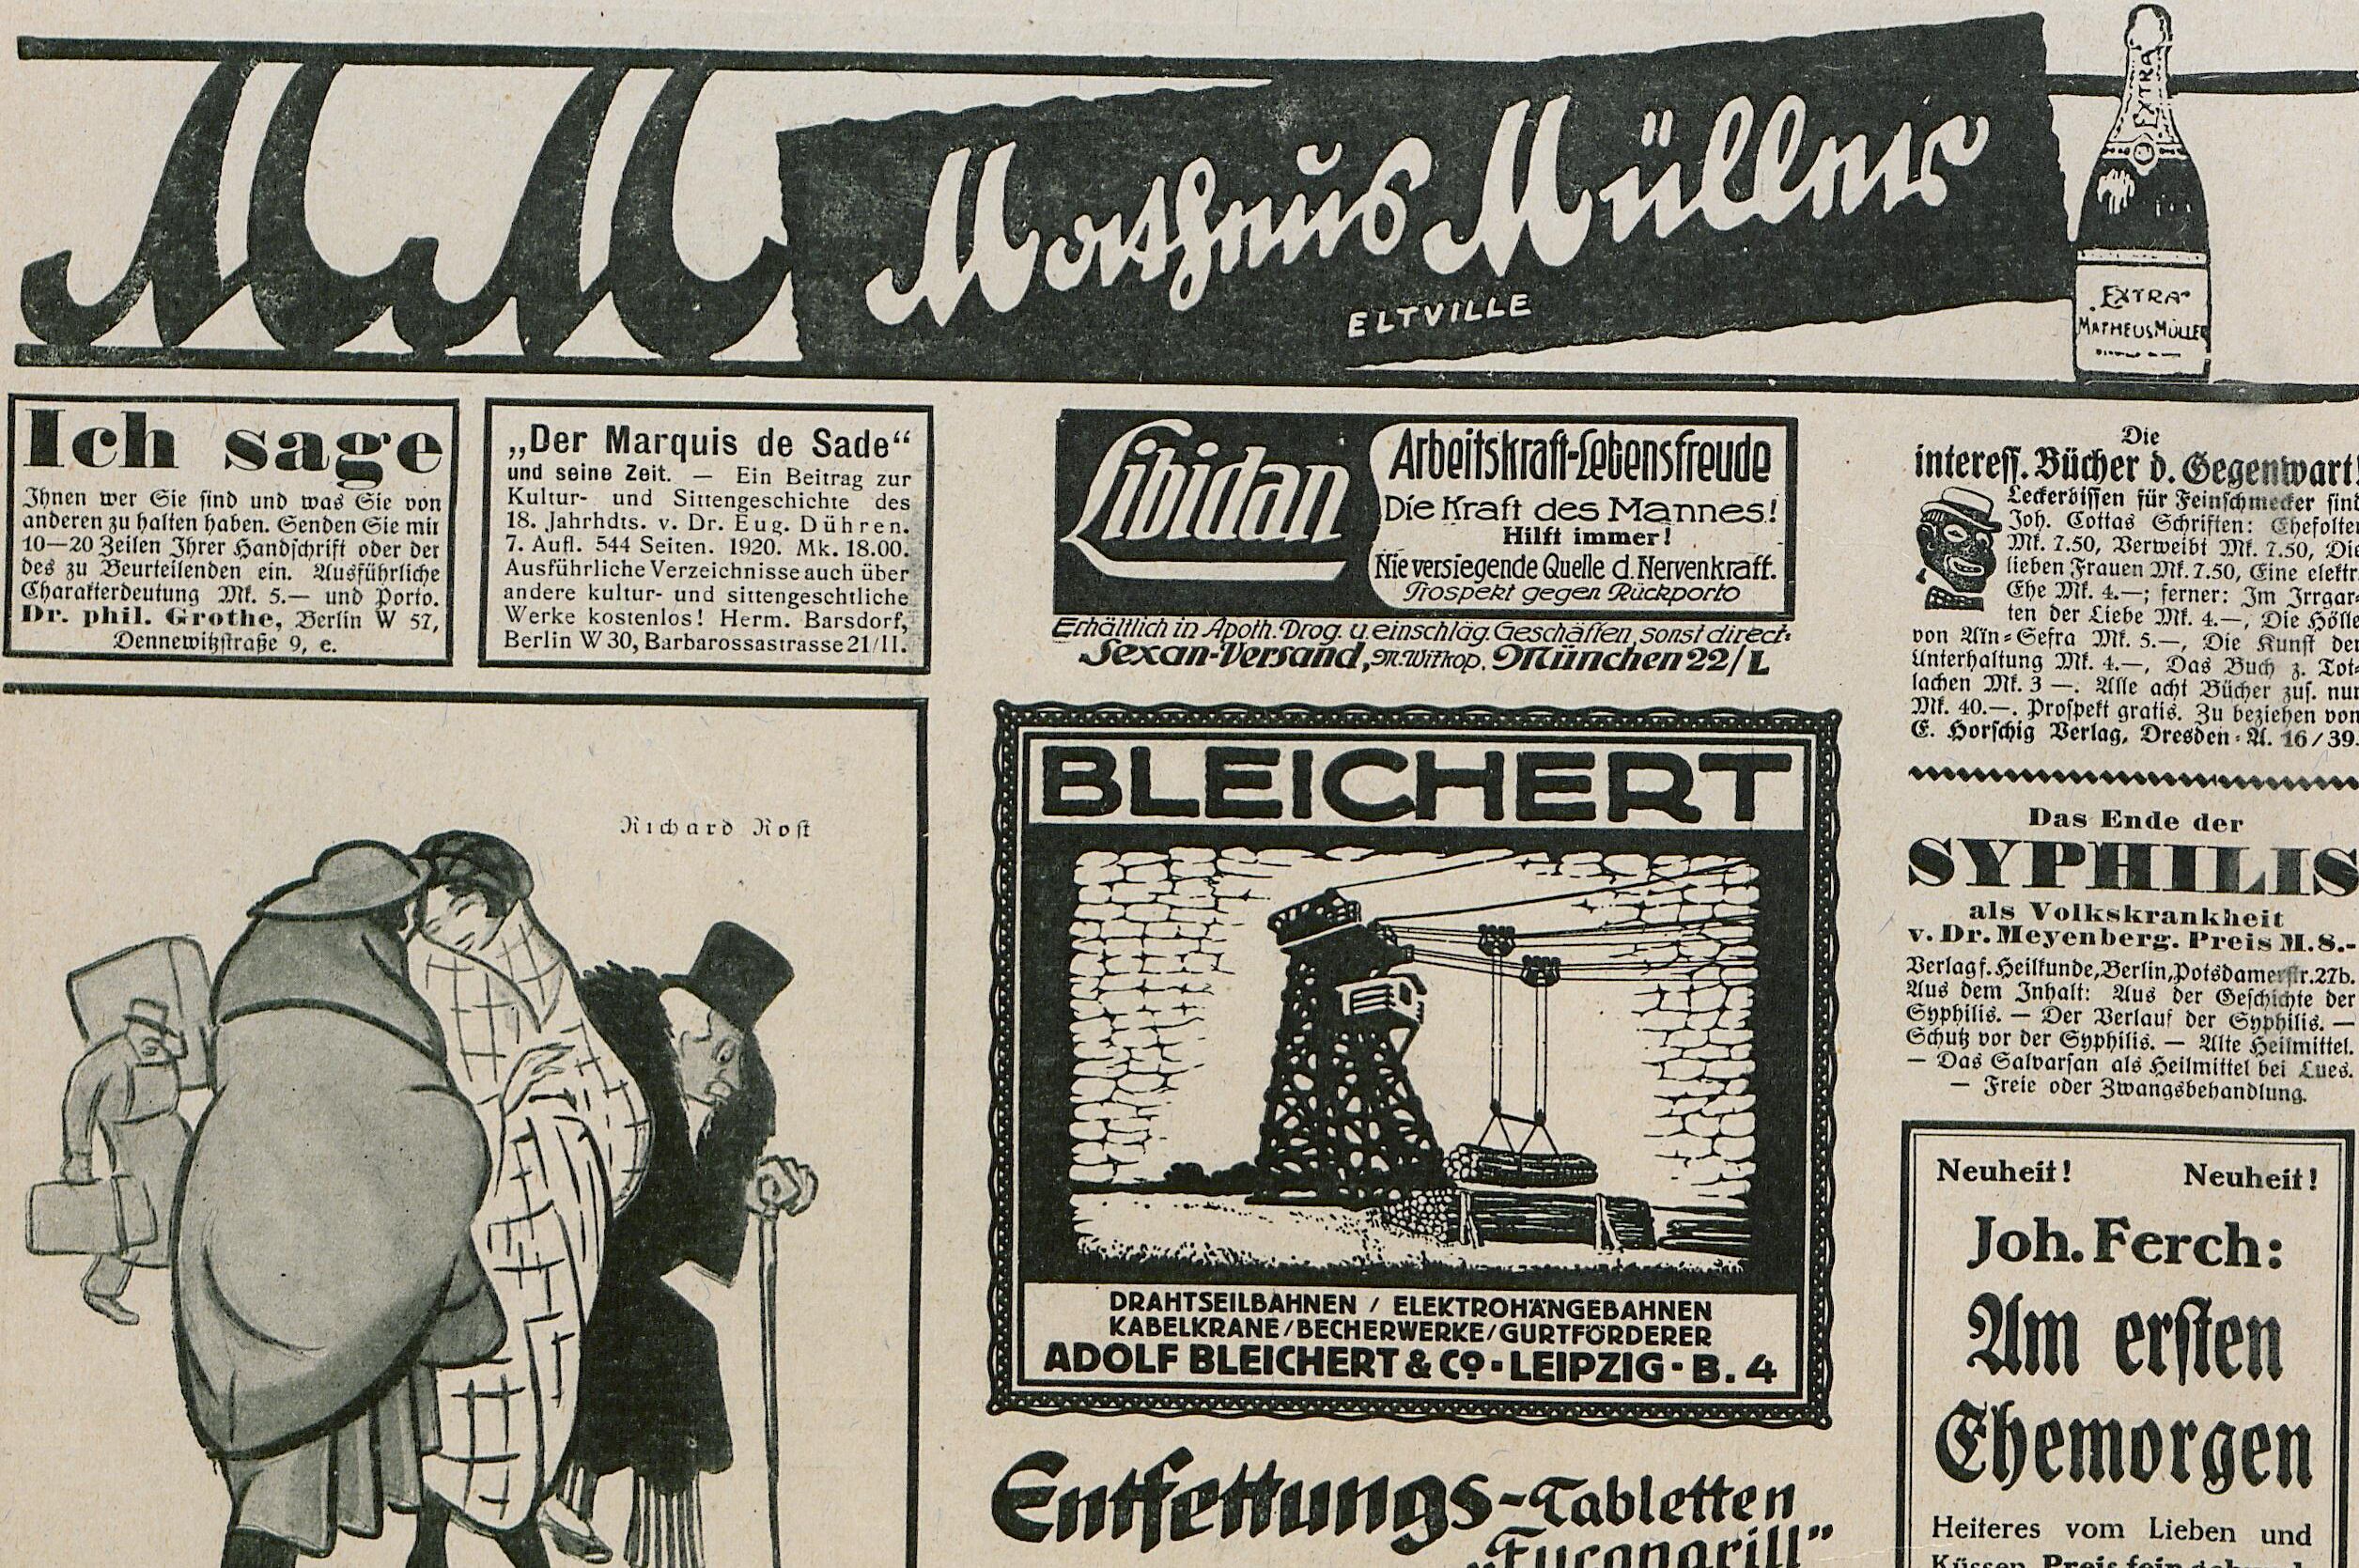 MM
Matheus Müller
ELTVILLE
EXTRA
EXTRA
MATHEUS MÜLLER
Ich sage
Ihnen wer Sie sind und was Sie von
anderen zu halten haben. Senden Sie mir
10—20 Zeilen Ihrer Handschrift oder der
des zu Beurteilenden ein. Ausführliche
Charakterdeutung Mk. 5.— und Porto.
Dr. phil. Grothe, Berlin W 57,
Dennewitzstraße 9, e.
„Der Marquis de Sade“
und seine Zeit. — Ein Beitrag zur
Kultur- und Sittengeschichte des
18. Jahrhdts. v. Dr. Eug. Dühren.
7. Aufl. 544 Seiten. 1920. Mk. 18.00.
Ausführliche Verzeichnisse auch über
andere kultur- und sittengeschtliche
Werke kostenlos! Herm. Barsdorf,
Berlin W 30, Barbarossastrasse 21/II.
Richard Rost
Libidan
Arbeitskraft-Lebensfreude
Die Kraft des Mannes!
Hilft immer!
Nie versiegende Quelle d. Nervenkraft.
Prospekt gegen Rückporto
Erhältlich in Apoth. Drog. u. einschläg. Geschäften, sonst direct:
Sexan-Versand, M. Witkop. München 22/L
BLEICHERT
DRAHTSEILBAHNEN / ELEKTROHÄNGEBAHNEN
KABELKRANE/BECHERWERKE/GURTFÖRDERER
ADOLF BLEICHERT & Co - LEIPZIG - B. 4
Entfettungs-Tabletten
Die
interess. Bücher d. Gegenwart!
Leckerbissen für Feinschmecker sind
Joh. Cottas Schriften: Ehefolter
Mk. 7.50, Verweibt Mk. 7.50, Die
lieben Frauen Mk. 7.50, Eine elektr.
Ehe Mk. 4.—; ferner: Im Irrgar-
ten der Liebe Mk. 4.—, Die Hölle
von Ain-Sefra Mk. 5.—, Die Kunst der
Unterhaltung Mk. 4.—, Das Buch z. Tot-
lachen Mk. 3 —. Alle acht Bücher zus. nur
Mk. 40.—. Prospekt gratis. Zu beziehen von
E. Horschig Verlag, Dresden-A. 16/39.
Das Ende der
SYPHILIS
als Volkskrankheit
v. Dr. Meyenberg. Preis M. 8.-
Verlag f. Heilkunde, Berlin, Potsdamerstr. 27b.
Aus dem Inhalt: Aus der Geschichte der
Syphilis. — Der Verlauf der Syphilis. —
Schutz vor der Syphilis. — Alte Heilmittel.
— Das Salvarsan als Heilmittel bei Lues.
— Freie oder Zwangsbehandlung.
Neuheit! Neuheit!
Joh. Ferch:
Am ersten
Ehemorgen
Heiteres vom Lieben und
Küssen. Preis fein